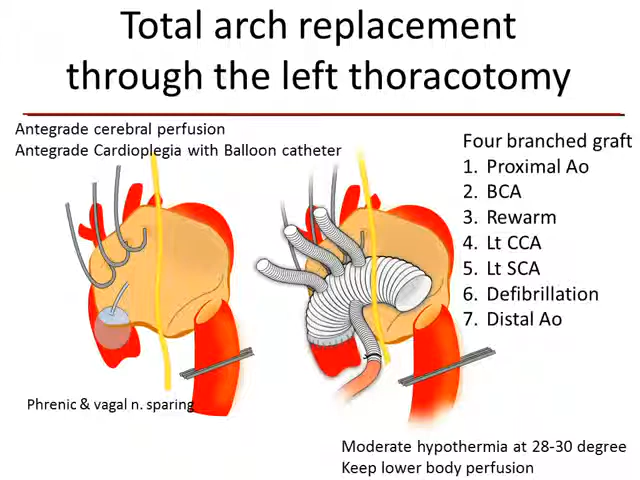 Total arch replacement
through the left thoracotomy
Antegrade cerebral perfusion
Antegrade Cardioplegia with Balloon catheter
Four branched graft
1. Proximal Ao
2. BCA
3. Rewarm
4. Lt CCA
5. Lt SCA
6. Defibrillation
7. Distal Ao
Phrenic & vagal n. sparing
Moderate hypothermia at 28-30 degree
Keep lower body perfusion